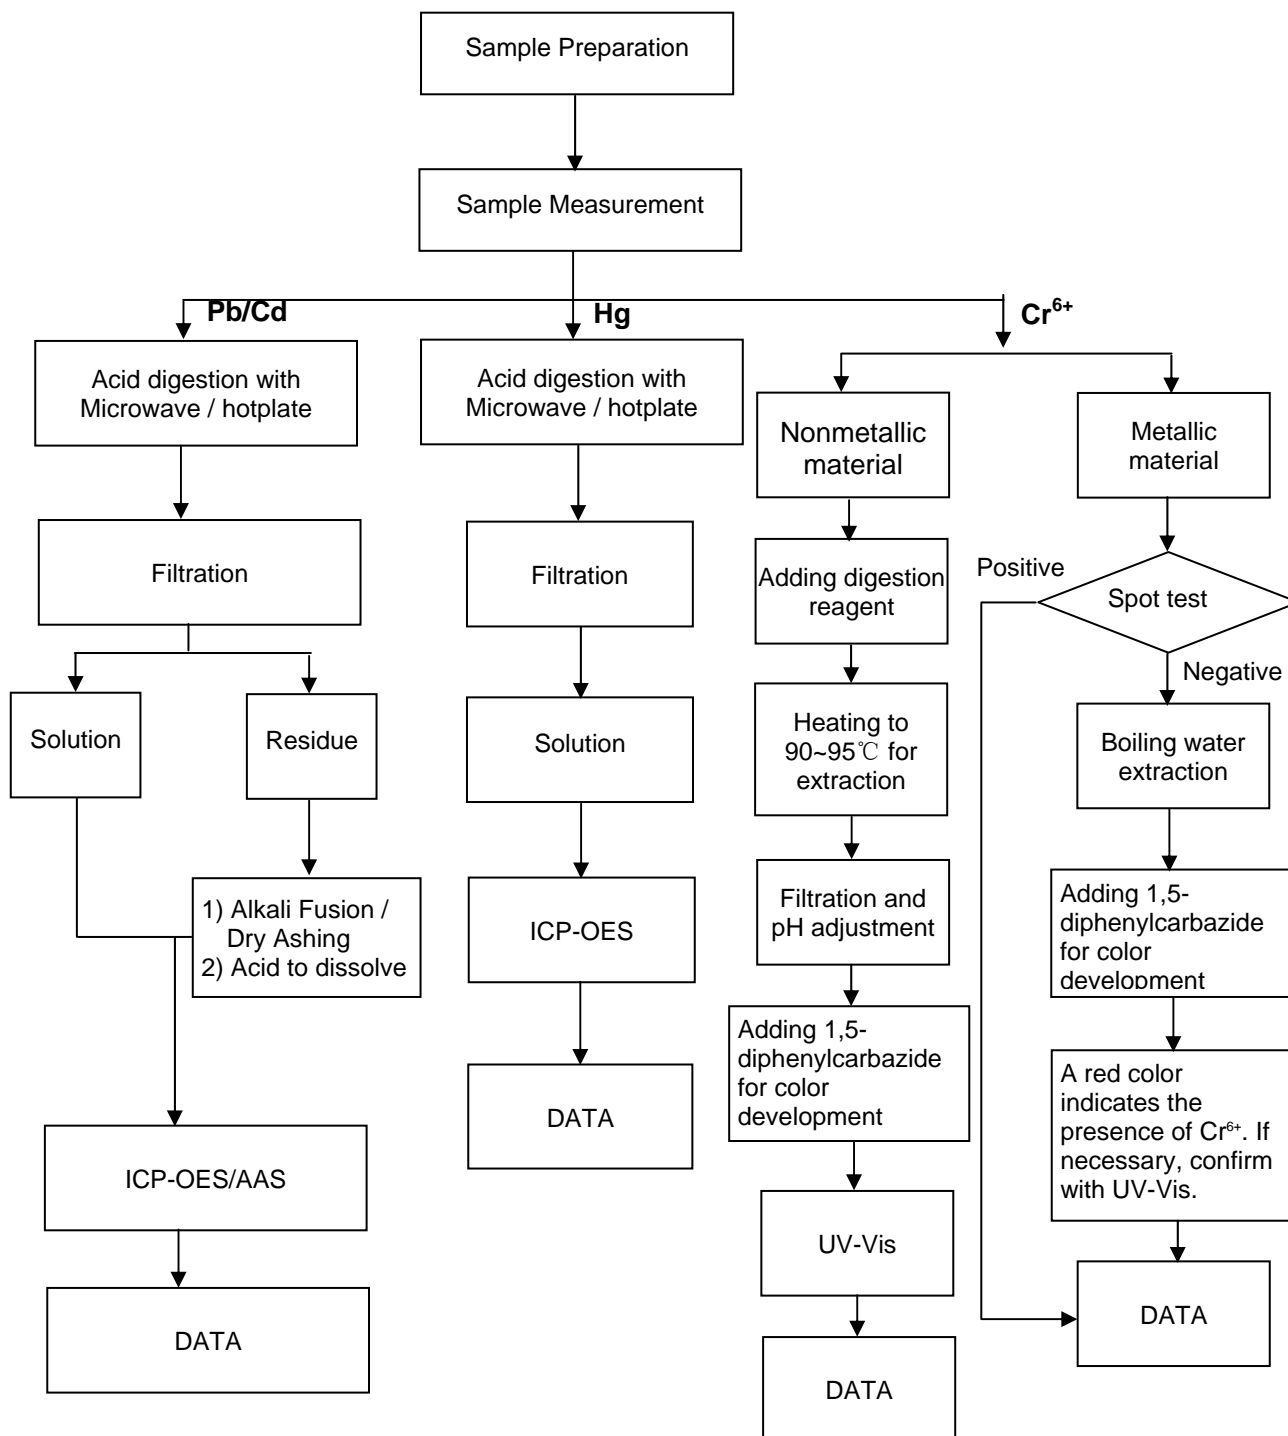 Sample Preparation
Sample Measurement
Pb/Cd
Hg
Cr⁶⁺
Acid digestion with
Microwave / hotplate
Filtration
Solution
Residue
1) Alkali Fusion /
Dry Ashing
2) Acid to dissolve
ICP-OES/AAS
DATA
Acid digestion with
Microwave / hotplate
Filtration
Solution
ICP-OES
DATA
Nonmetallic
material
Adding digestion
reagent
Heating to
90~95℃ for
extraction
Filtration and
pH adjustment
Adding 1,5-
diphenylcarbazide
for color
development
UV-Vis
DATA
Metallic
material
Spot test
Positive
Negative
Boiling water
extraction
Adding 1,5-
diphenylcarbazide
for color
development
A red color
indicates the
presence of Cr⁶⁺. If
necessary, confirm
with UV-Vis.
DATA